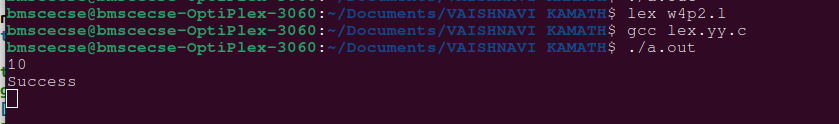 bmscecse@bmscecse-OptiPlex-3060:~/Documents/VAISHNAVI KAMATH$ lex w4p2.l
bmscecse@bmscecse-OptiPlex-3060:~/Documents/VAISHNAVI KAMATH$ gcc lex.yy.c
bmscecse@bmscecse-OptiPlex-3060:~/Documents/VAISHNAVI KAMATH$ ./a.out
10
Success